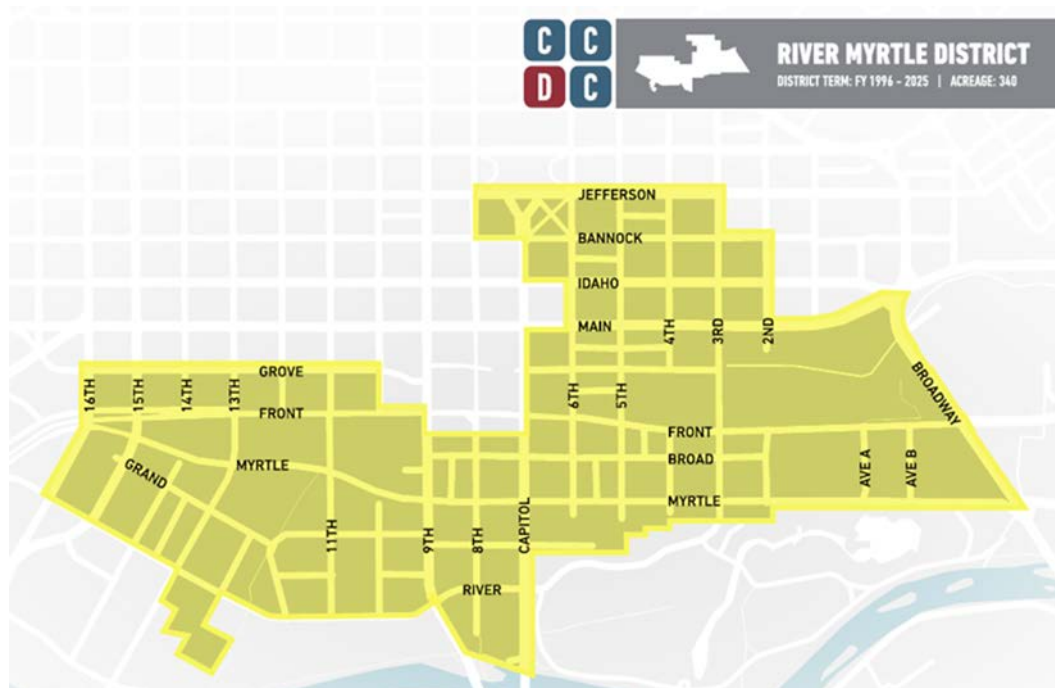 C C
D C
RIVER MYRTLE DISTRICT
DISTRICT TERM: FY 1996 - 2025 | ACREAGE: 340
JEFFERSON
BANNOCK
IDAHO
MAIN
4TH
3RD
2ND
GROVE
16TH
15TH
14TH
13TH
FRONT
6TH
5TH
BROADWAY
FRONT
BROAD
MYRTLE
GRAND
AVE A
AVE B
MYRTLE
11TH
9TH
8TH
CAPITOL
RIVER